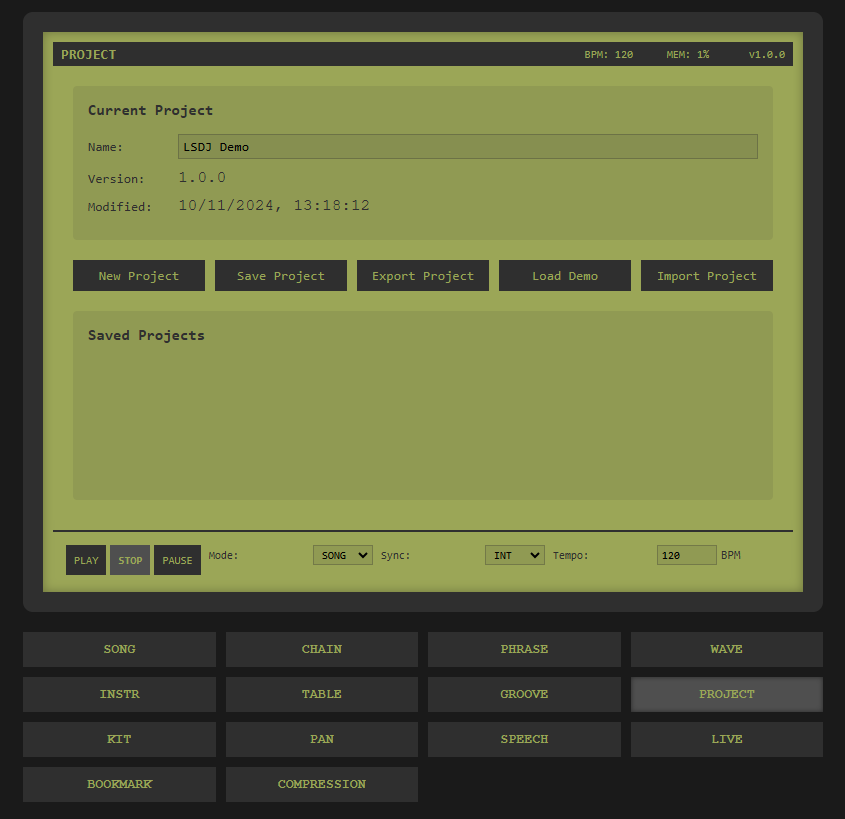 PROJECT BPM: 120 MEM: 1% v1.0.0
Current Project
Name: LSDJ Demo
Version: 1.0.0
Modified: 10/11/2024, 13:18:12
New Project Save Project Export Project Load Demo Import Project
Saved Projects
PLAY STOP PAUSE Mode: SONG Sync: INT Tempo: 120 BPM
SONG CHAIN PHRASE WAVE
INSTR TABLE GROOVE PROJECT
KIT PAN SPEECH LIVE
BOOKMARK COMPRESSION